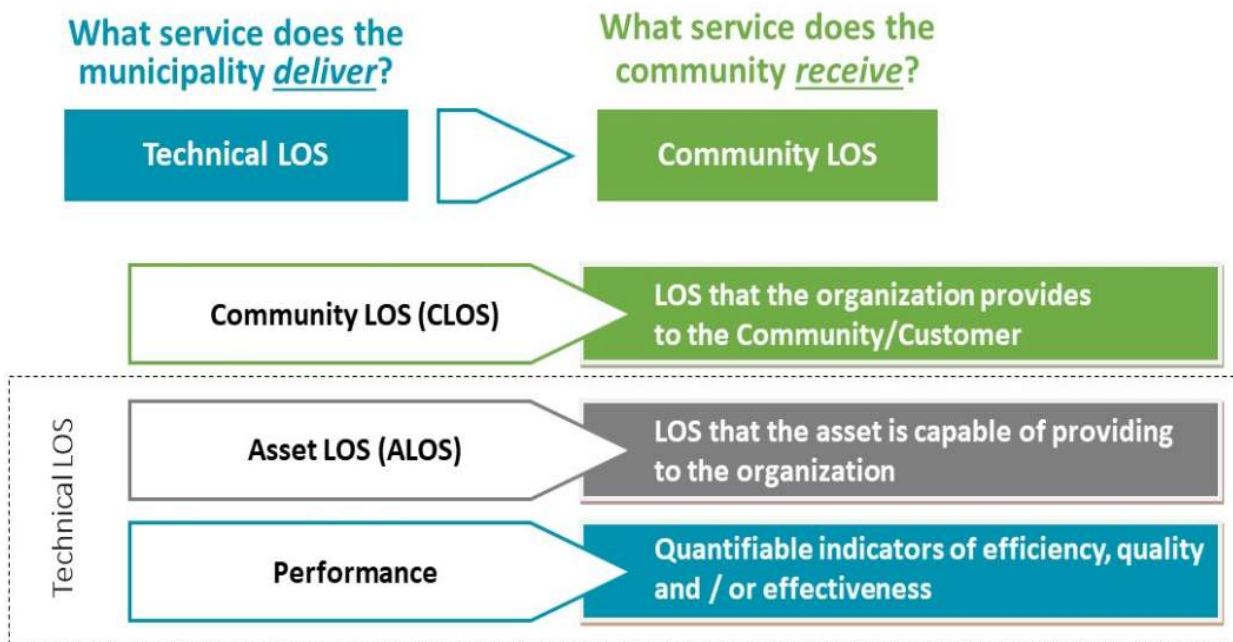 What service does the
municipality deliver?
What service does the
community receive?
Technical LOS
Community LOS
Community LOS (CLOS)
LOS that the organization provides
to the Community/Customer
Technical LOS
Asset LOS (ALOS)
LOS that the asset is capable of providing
to the organization
Performance
Quantifiable indicators of efficiency, quality
and / or effectiveness